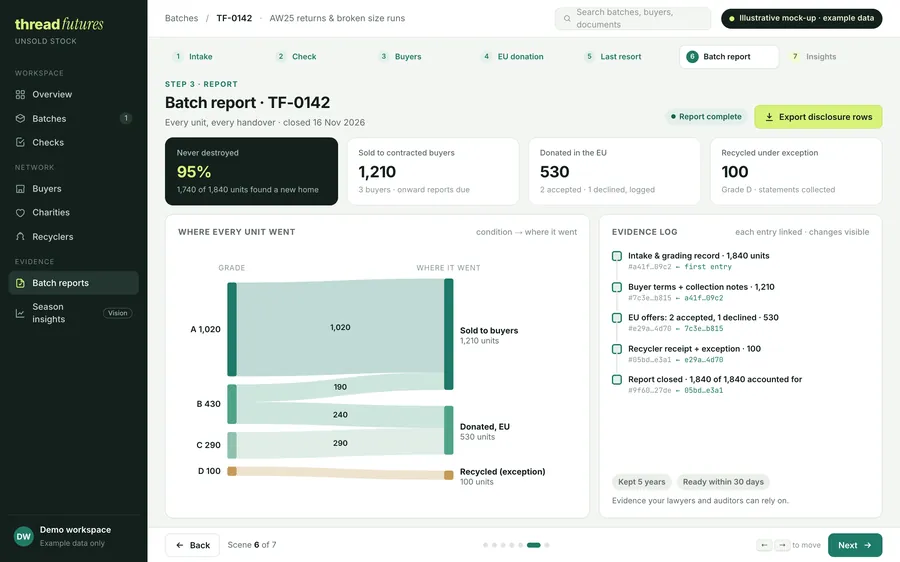 threadfutures
UNSOLD STOCK
WORKSPACE
Overview
Batches 1
Checks
NETWORK
Buyers
Charities
Recyclers
EVIDENCE
Batch reports
Season insights Vision
DW Demo workspace
Example data only
Batches / TF-0142 · AW25 returns & broken size runs
Search batches, buyers, documents
Illustrative mock-up · example data
1 Intake
2 Check
3 Buyers
4 EU donation
5 Last resort
6 Batch report
7 Insights
STEP 3 · REPORT
Batch report · TF-0142
Every unit, every handover · closed 16 Nov 2026
Report complete
Export disclosure rows
Never destroyed
95%
1,740 of 1,840 units found a new home
Sold to contracted buyers
1,210
3 buyers · onward reports due
Donated in the EU
530
2 accepted · 1 declined, logged
Recycled under exception
100
Grade D · statements collected
WHERE EVERY UNIT WENT
condition → where it went
GRADE
WHERE IT WENT
A 1,020
B 430
C 290
D 100
1,020
190
240
290
Sold to buyers
1,210 units
Donated, EU
530 units
Recycled (exception)
100 units
EVIDENCE LOG
each entry linked · changes visible
Intake & grading record · 1,840 units
#a41f…09c2 ← first entry
Buyer terms + collection notes · 1,210
#7c3e…b815 ← a41f…09c2
EU offers: 2 accepted, 1 declined · 530
#e29a…4d70 ← 7c3e…b815
Recycler receipt + exception · 100
#05bd…e3a1 ← e29a…4d70
Report closed · 1,840 of 1,840 accounted for
#9f60…27de ← 05bd…e3a1
Kept 5 years
Ready within 30 days
Evidence your lawyers and auditors can rely on.
← Back
Scene 6 of 7
← → to move
Next →